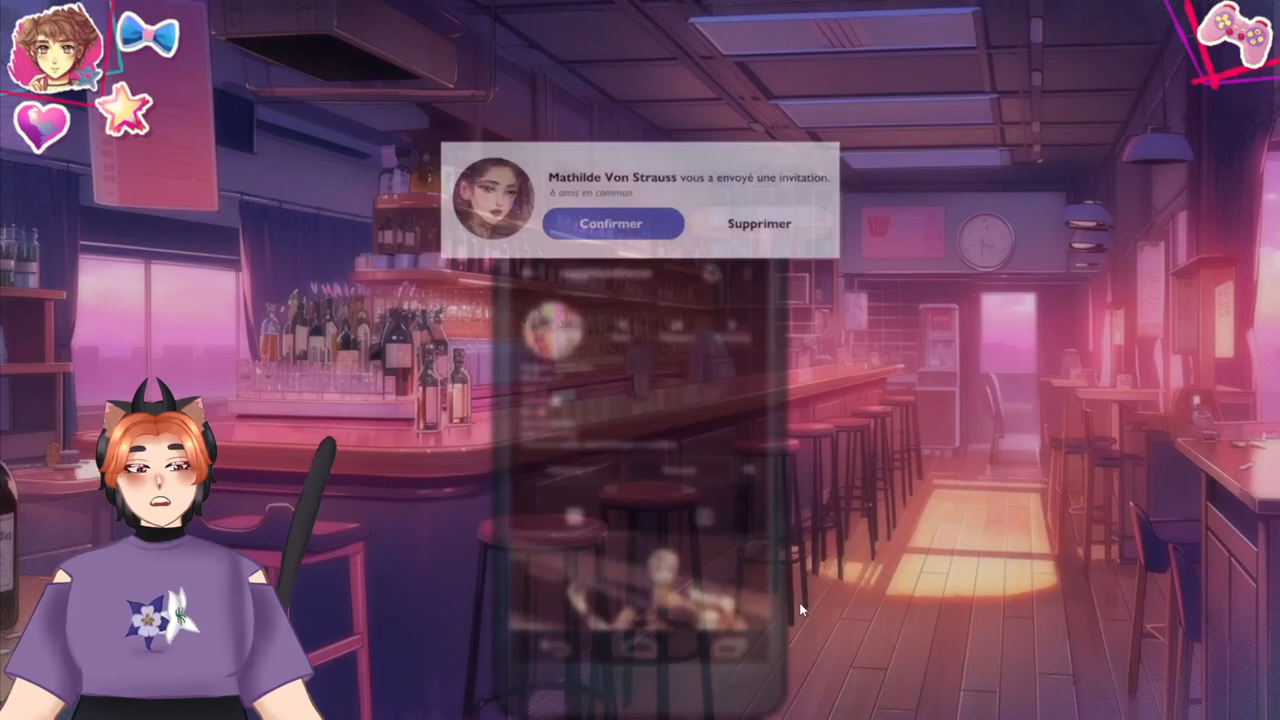 Mathilde Von Strauss vous a envoyé une invitation.
6 amis en commun
Confirmer
Supprimer